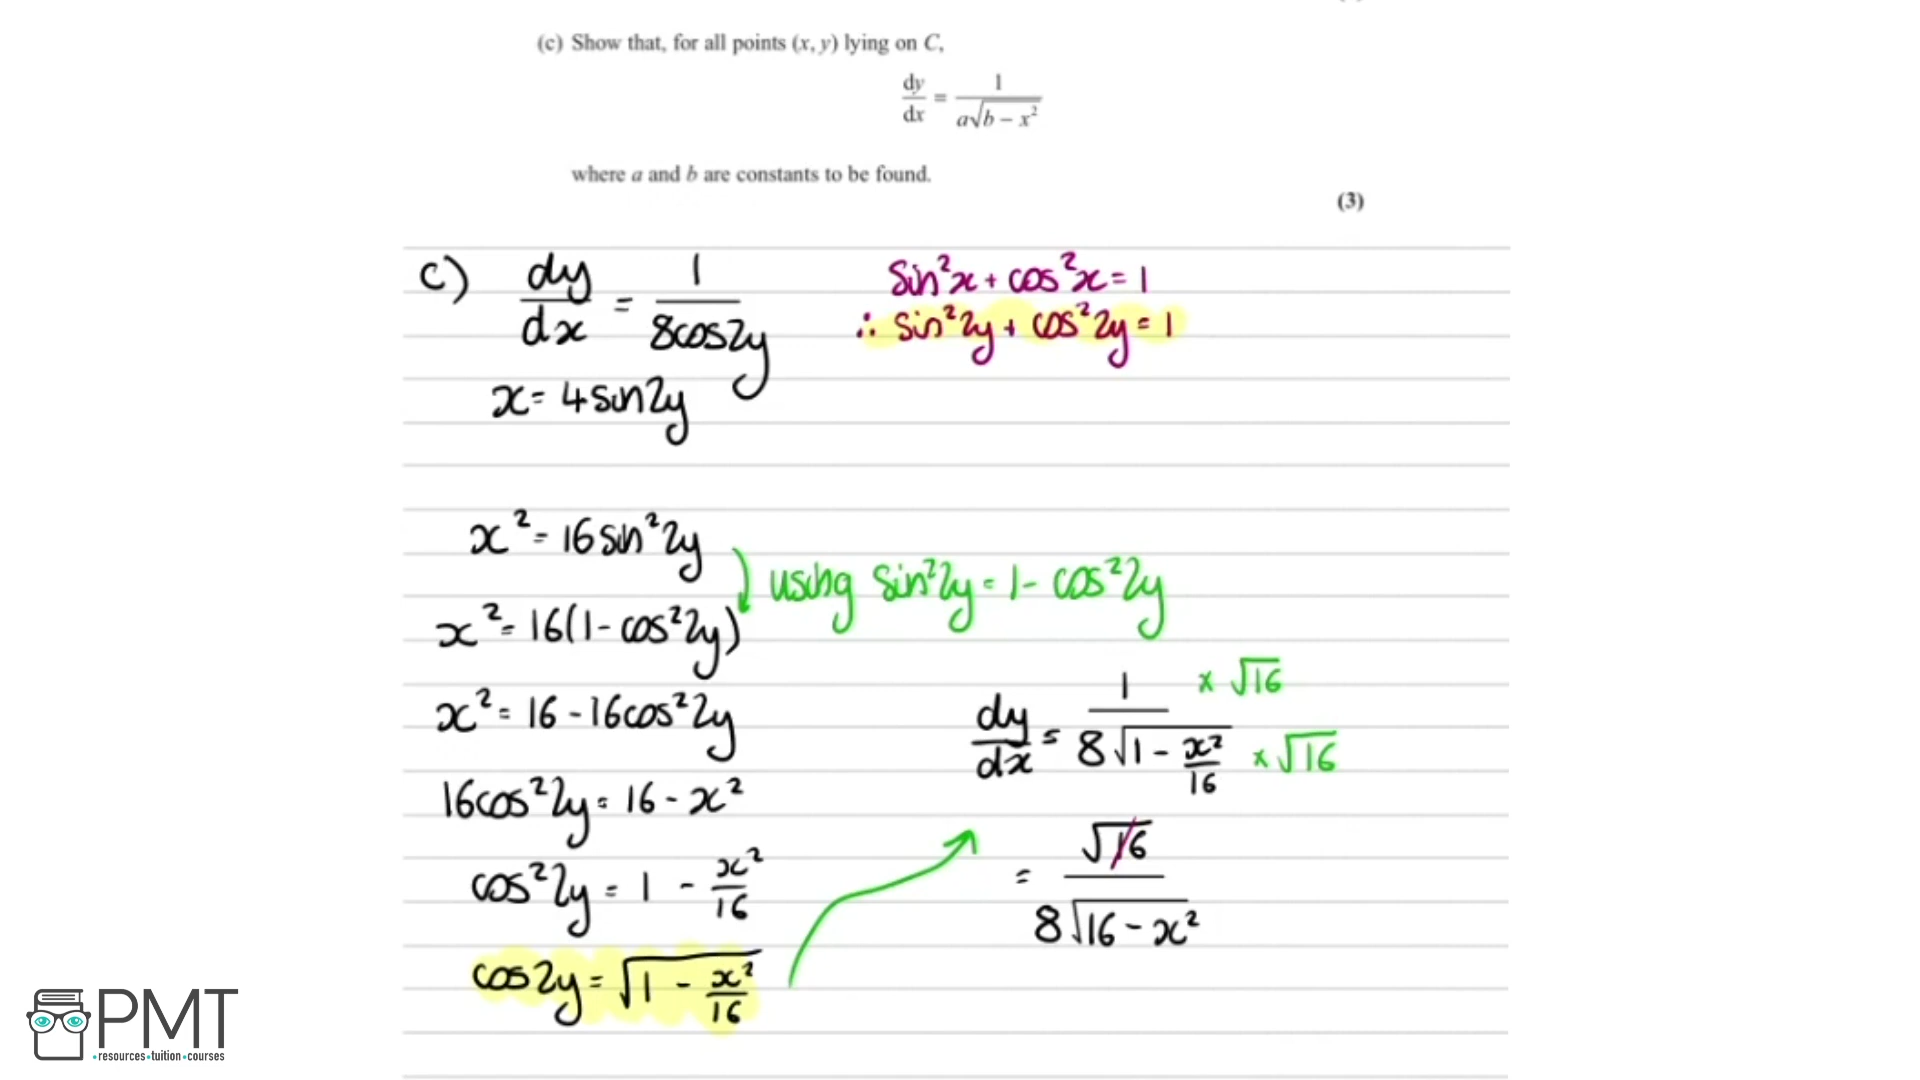 (c) Show that, for all points (x, y) lying on C,
dy/dx = 1/(a√(b − x²))
where a and b are constants to be found.
(3)
c) dy/dx = 1/(8cos2y)
sin²x + cos²x = 1
∴ sin²2y + cos²2y = 1
x = 4sin2y
x² = 16sin²2y
using sin²2y = 1 - cos²2y
x² = 16(1 - cos²2y)
x² = 16 - 16cos²2y
16cos²2y = 16 - x²
cos²2y = 1 - x²/16
cos2y = √(1 - x²/16)
dy/dx = 1/(8√(1 - x²/16)) × √16
× √16
= √16/(8√(16 - x²))
PMT
•resources•tuition•courses